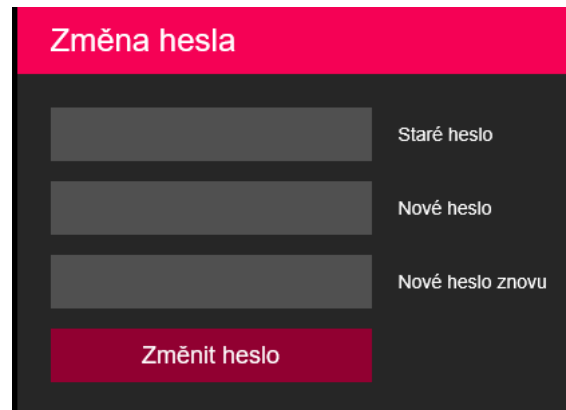 Změna hesla
Staré heslo
Nové heslo
Nové heslo znovu
Změnit heslo